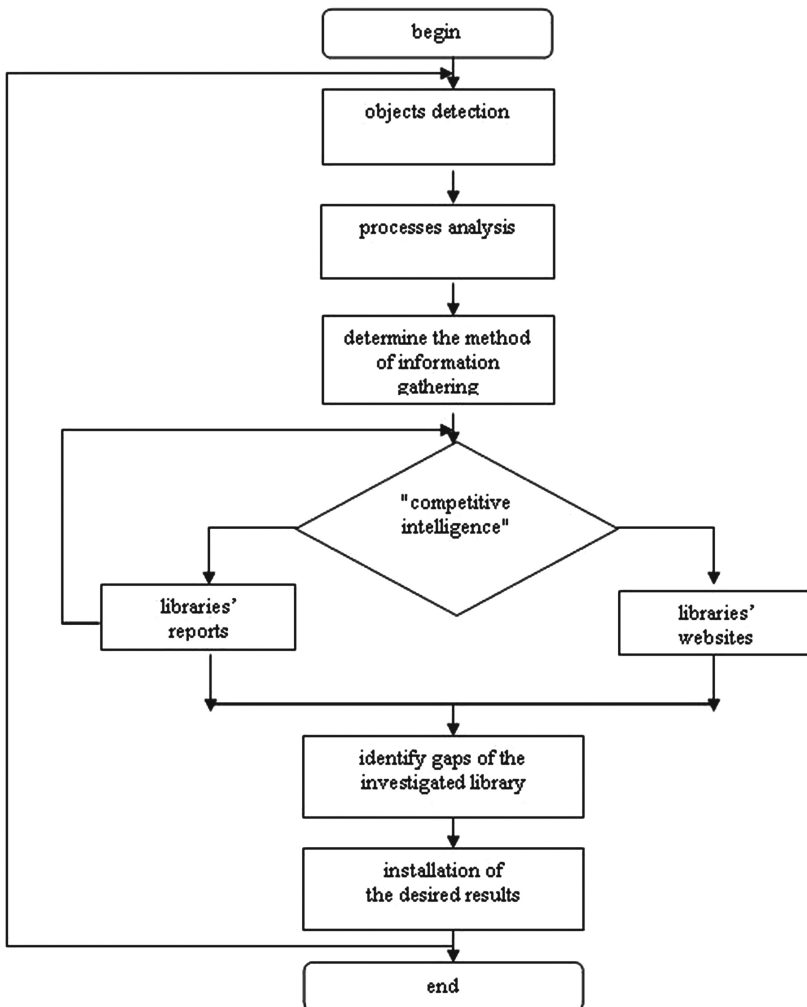 begin
objects detection
processes analysis
determine the method
of information
gathering
"competitive
intelligence"
libraries’
reports
libraries’
websites
identify gaps of the
investigated library
installation of
the desired results
end